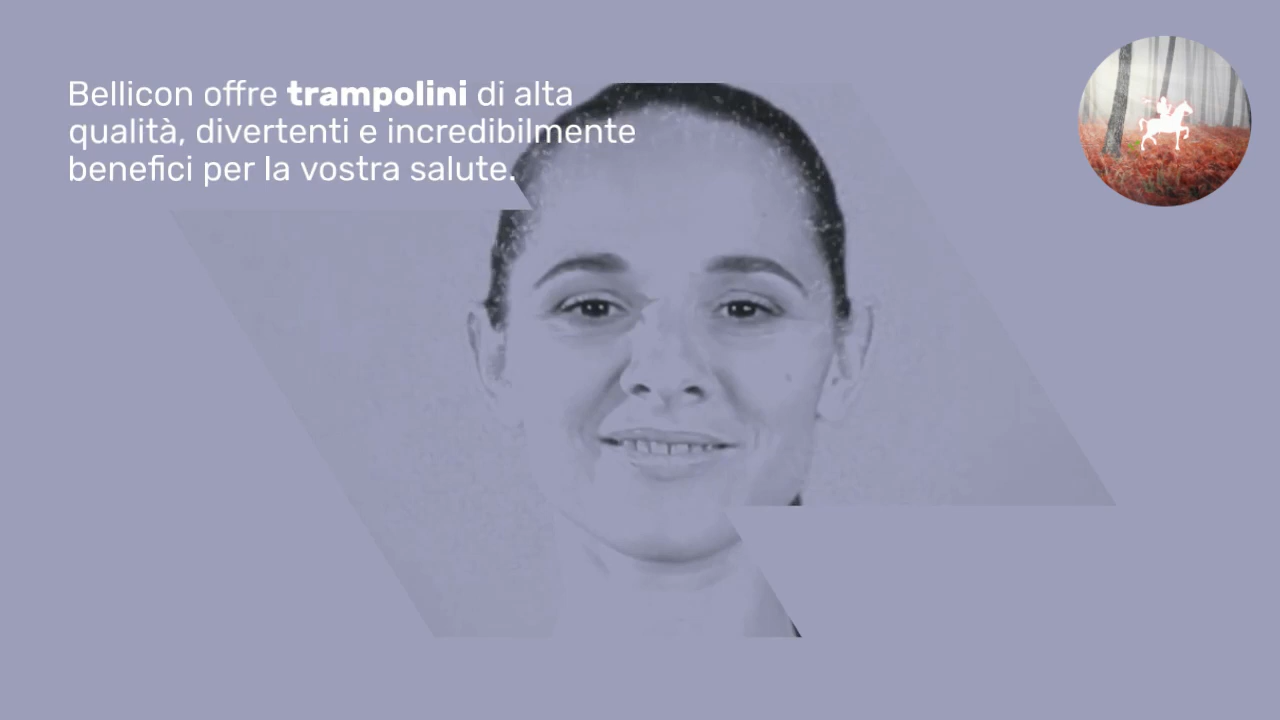 Bellicon offre trampolini di alta
qualità, divertenti e incredibilmente
benefici per la vostra salute.